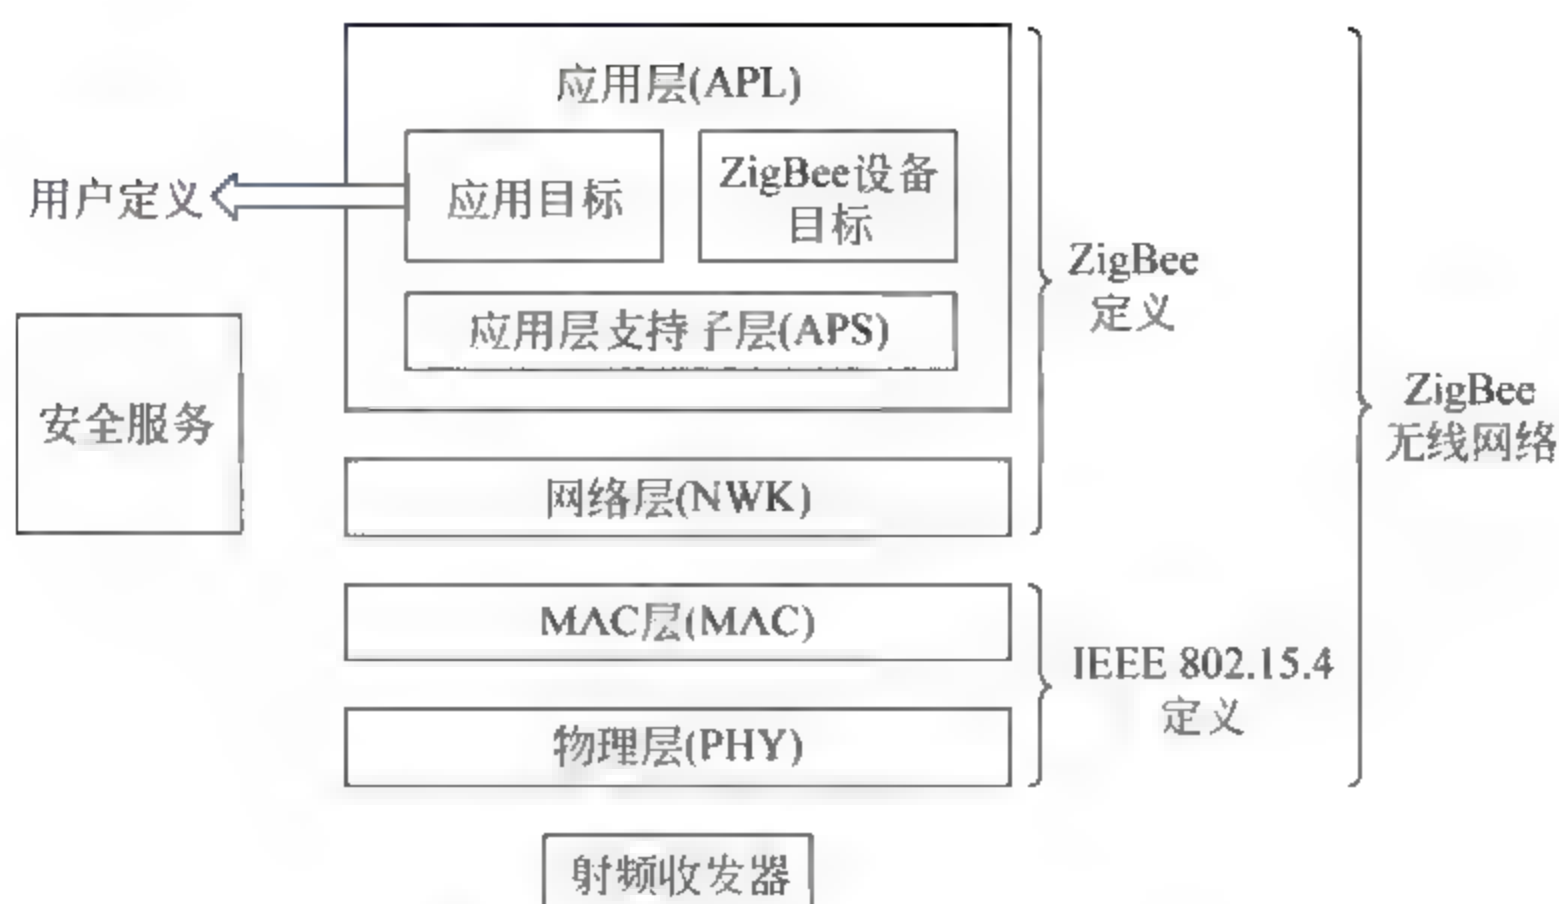 应用层(APL)
用户定义
应用目标
ZigBee设备
目标
应用层支持子层(APS)
安全服务
网络层(NWK)
MAC层(MAC)
物理层(PHY)
射频收发器
ZigBee
定义
IEEE 802.15.4
定义
ZigBee
无线网络